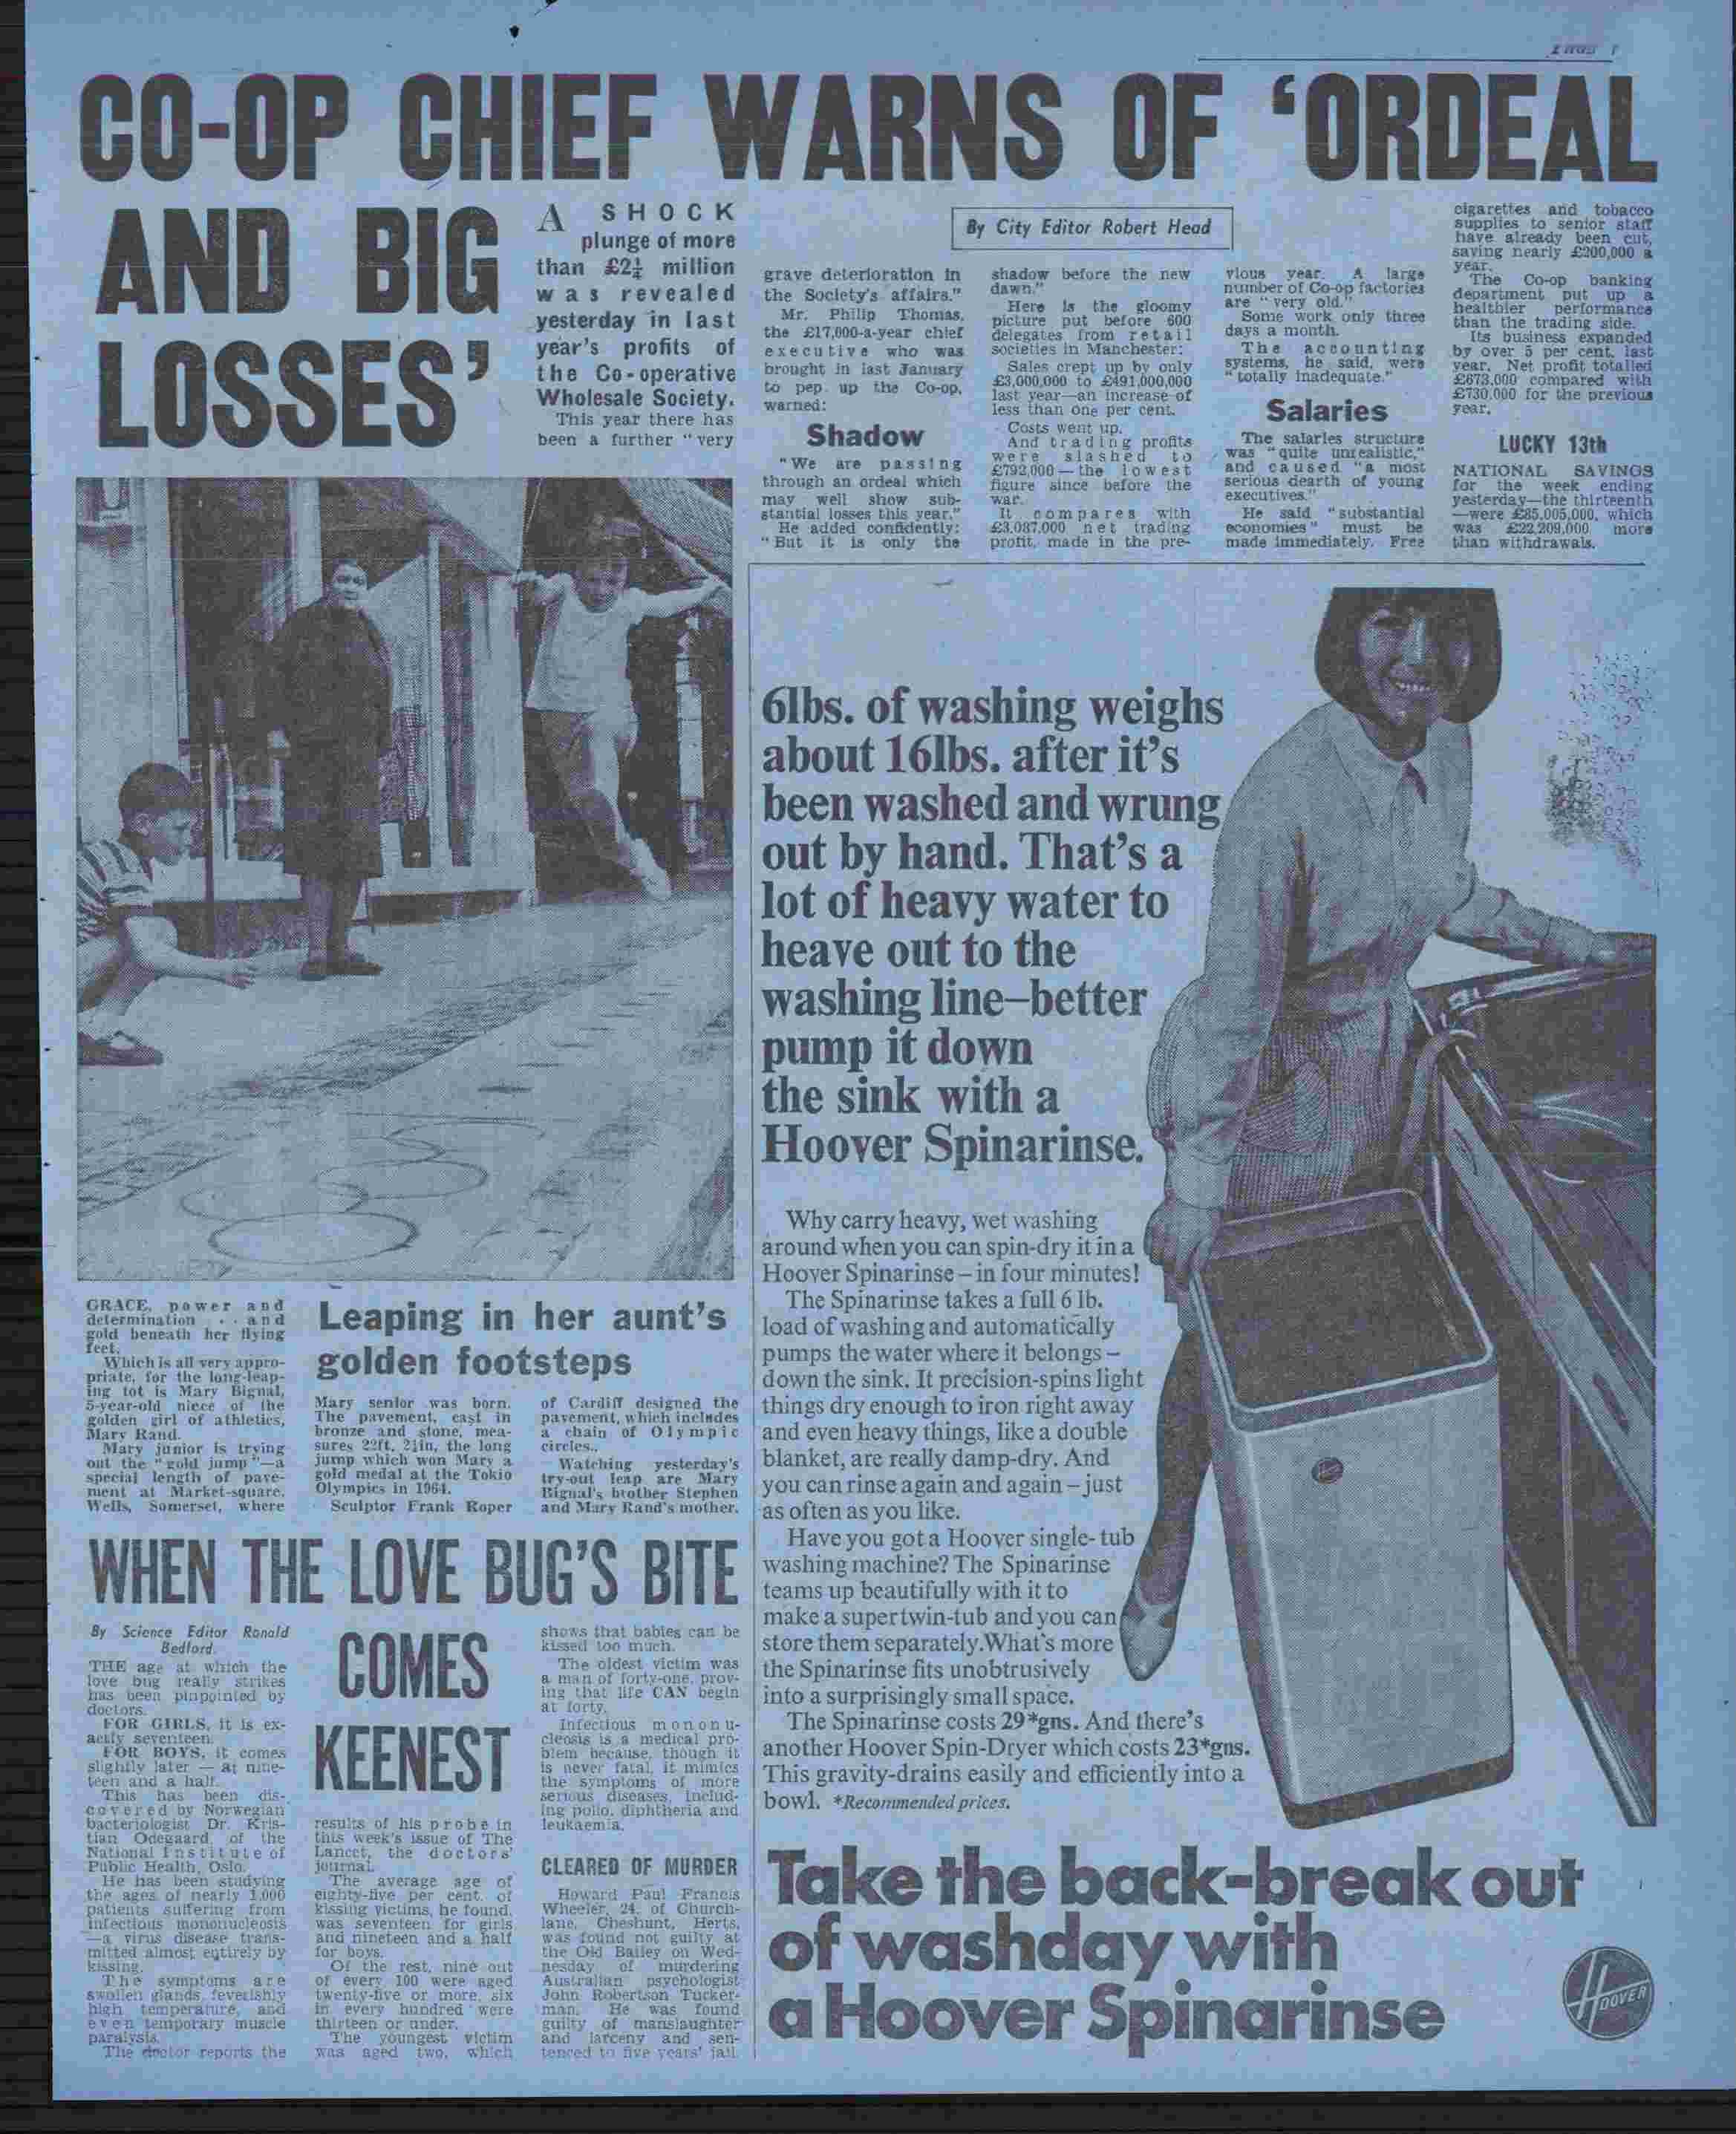 CO-OP CHIEF WARNS OF ‘ORDEAL
AND BIG
LOSSES’
A SHOCK
plunge of more
than £2½ million
was revealed
yesterday in last
year's profits of
the Co-operative
Wholesale Society.
This year there has
been a further "very
By City Editor Robert Head
grave deterioration in
the Society's affairs."
Mr. Philip Thomas,
the £17,000-a-year chief
executive who was
brought in last January
to pep up the Co-op,
warned:
Shadow
"We are passing
through an ordeal which
may well show sub-
stantial losses this year."
He added confidently:
"But it is only the
shadow before the new
dawn."
Here is the gloomy
picture put before 600
delegates from retail
societies in Manchester:
Sales crept up by only
£3,000,000 to £491,000,000
last year—an increase of
less than one per cent.
Costs went up.
And trading profits
were slashed to
£792,000—the lowest
figure since before the
war.
It compares with
£3,087,000 net trading
profit, made in the pre-
vious year. A large
number of Co-op factories
are "very old."
Some work only three
days a month.
The accounting
systems, he said, were
"totally inadequate."
Salaries
The salaries structure
was "quite unrealistic,"
and caused "a most
serious dearth of young
executives."
He said "substantial
economies" must be
made immediately. Free
cigarettes and tobacco
supplies to senior staff
have already been cut,
saving nearly £200,000 a
year.
The Co-op banking
department put up a
healthier performance
than the trading side.
Its business expanded
by over 5 per cent. last
year. Net profit totalled
£673,000 compared with
£730,000 for the previous
year.
LUCKY 13th
NATIONAL SAVINGS
for the week ending
yesterday—the thirteenth
—were £85,005,000, which
was £22,209,000 more
than withdrawals.
GRACE, power and
determination . . and
gold beneath her flying
feet.
Which is all very appro-
priate, for the long-leap-
ing tot is Mary Bignal,
5-year-old niece of the
golden girl of athletics,
Mary Rand.
Mary junior is trying
out the "gold jump"—a
special length of pave-
ment at Market-square,
Wells, Somerset, where
Leaping in her aunt's
golden footsteps
Mary senior was born.
The pavement, cast in
bronze and stone, mea-
sures 22ft. 2¼in, the long
jump which won Mary a
gold medal at the Tokio
Olympics in 1964.
Sculptor Frank Roper
of Cardiff designed the
pavement, which includes
a chain of Olympic
circles.
Watching yesterday's
try-out leap are Mary
Bignal's brother Stephen
and Mary Rand's mother.
WHEN THE LOVE BUG'S BITE
COMES
KEENEST
By Science Editor Ronald
Bedford
THE age at which the
love bug really strikes
has been pinpointed by
doctors.
FOR GIRLS, it is ex-
actly seventeen.
FOR BOYS, it comes
slightly later — at nine-
teen and a half.
This has been dis-
covered by Norwegian
bacteriologist Dr. Kris-
tian Odegaard, of the
National Institute of
Public Health, Oslo.
He has been studying
the ages of nearly 1,000
patients suffering from
infectious mononucleosis
—a virus disease trans-
mitted almost entirely by
kissing.
The symptoms are
swollen glands, feverishly
high temperature, and
even temporary muscle
paralysis.
The doctor reports the
results of his probe in
this week's issue of The
Lancet, the doctors'
journal.
The average age of
eighty-five per cent. of
kissing victims, he found,
was seventeen for girls
and nineteen and a half
for boys.
Of the rest, nine out
of every 100 were aged
twenty-five or more, six
in every hundred were
thirteen or under.
The youngest victim
was aged two, which
shows that babies can be
kissed too much.
The oldest victim was
a man of forty-one, prov-
ing that life CAN begin
at forty.
Infectious mononu-
cleosis is a medical pro-
blem because, though it
is never fatal, it mimics
the symptoms of more
serious diseases, includ-
ing polio, diphtheria and
leukaemia.
CLEARED OF MURDER
Howard Paul Francis
Wheeler, 24, of Church-
lane, Cheshunt, Herts,
was found not guilty at
the Old Bailey on Wed-
nesday of murdering
Australian psychologist
John Robertson Tucker-
man. He was found
guilty of manslaughter
and larceny and sen-
tenced to five years' jail.
6lbs. of washing weighs
about 16lbs. after it's
been washed and wrung
out by hand. That's a
lot of heavy water to
heave out to the
washing line–better
pump it down
the sink with a
Hoover Spinarinse.
Why carry heavy, wet washing
around when you can spin-dry it in a
Hoover Spinarinse – in four minutes!
The Spinarinse takes a full 6 lb.
load of washing and automatically
pumps the water where it belongs –
down the sink. It precision-spins light
things dry enough to iron right away
and even heavy things, like a double
blanket, are really damp-dry. And
you can rinse again and again – just
as often as you like.
Have you got a Hoover single-tub
washing machine? The Spinarinse
teams up beautifully with it to
make a super twin-tub and you can
store them separately. What's more
the Spinarinse fits unobtrusively
into a surprisingly small space.
The Spinarinse costs 29*gns. And there's
another Hoover Spin-Dryer which costs 23*gns.
This gravity-drains easily and efficiently into a
bowl. *Recommended prices.
Take the back-break out
of washday with
a Hoover Spinarinse
HOOVER